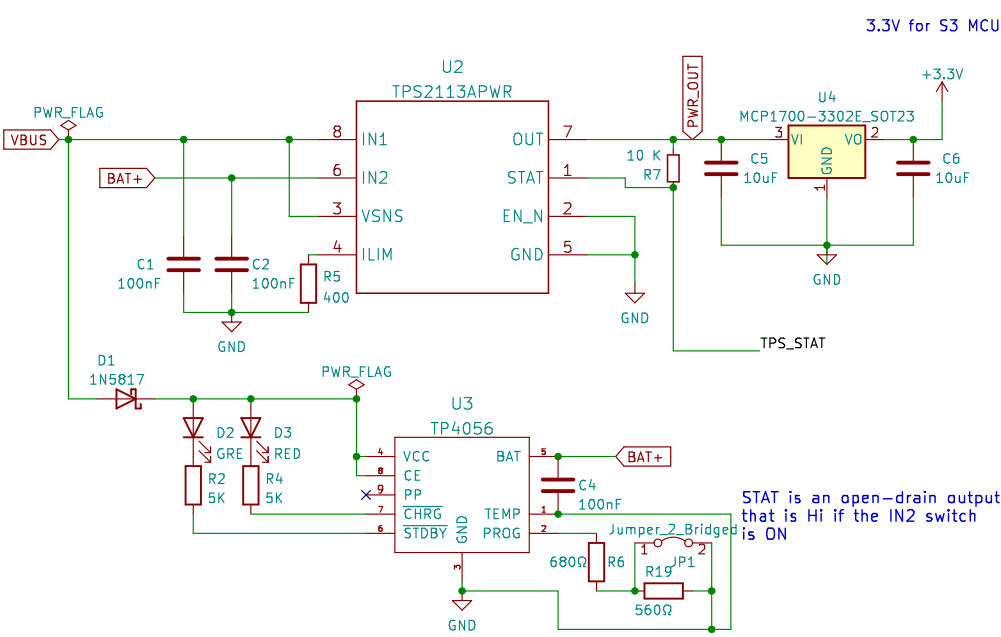 3.3V for S3 MCU
U2
TPS2113APWR
PWR_FLAG
VBUS
BAT+
8 IN1
6 IN2
3 VSNS
4 ILIM
OUT 7
STAT 1
EN_N 2
GND 5
C1
100nF
C2
100nF
R5
400
GND
GND
PWR_OUT
10 K
R7
C5
10uF
U4
MCP1700-3302E_SOT23
3 VI
VO 2
GND
1
+3.3V
C6
10uF
GND
TPS_STAT
D1
1N5817
PWR_FLAG
D2
GRE
D3
RED
R2
5K
R4
5K
U3
TP4056
4 VCC
8 CE
9 PP
7 CHRG
6 STDBY
GND
3
BAT 5
TEMP 1
PROG 2
BAT+
C4
100nF
Jumper_2_Bridged
1 2
JP1
680Ω R6
R19
560Ω
GND
STAT is an open-drain output
that is Hi if the IN2 switch
is ON